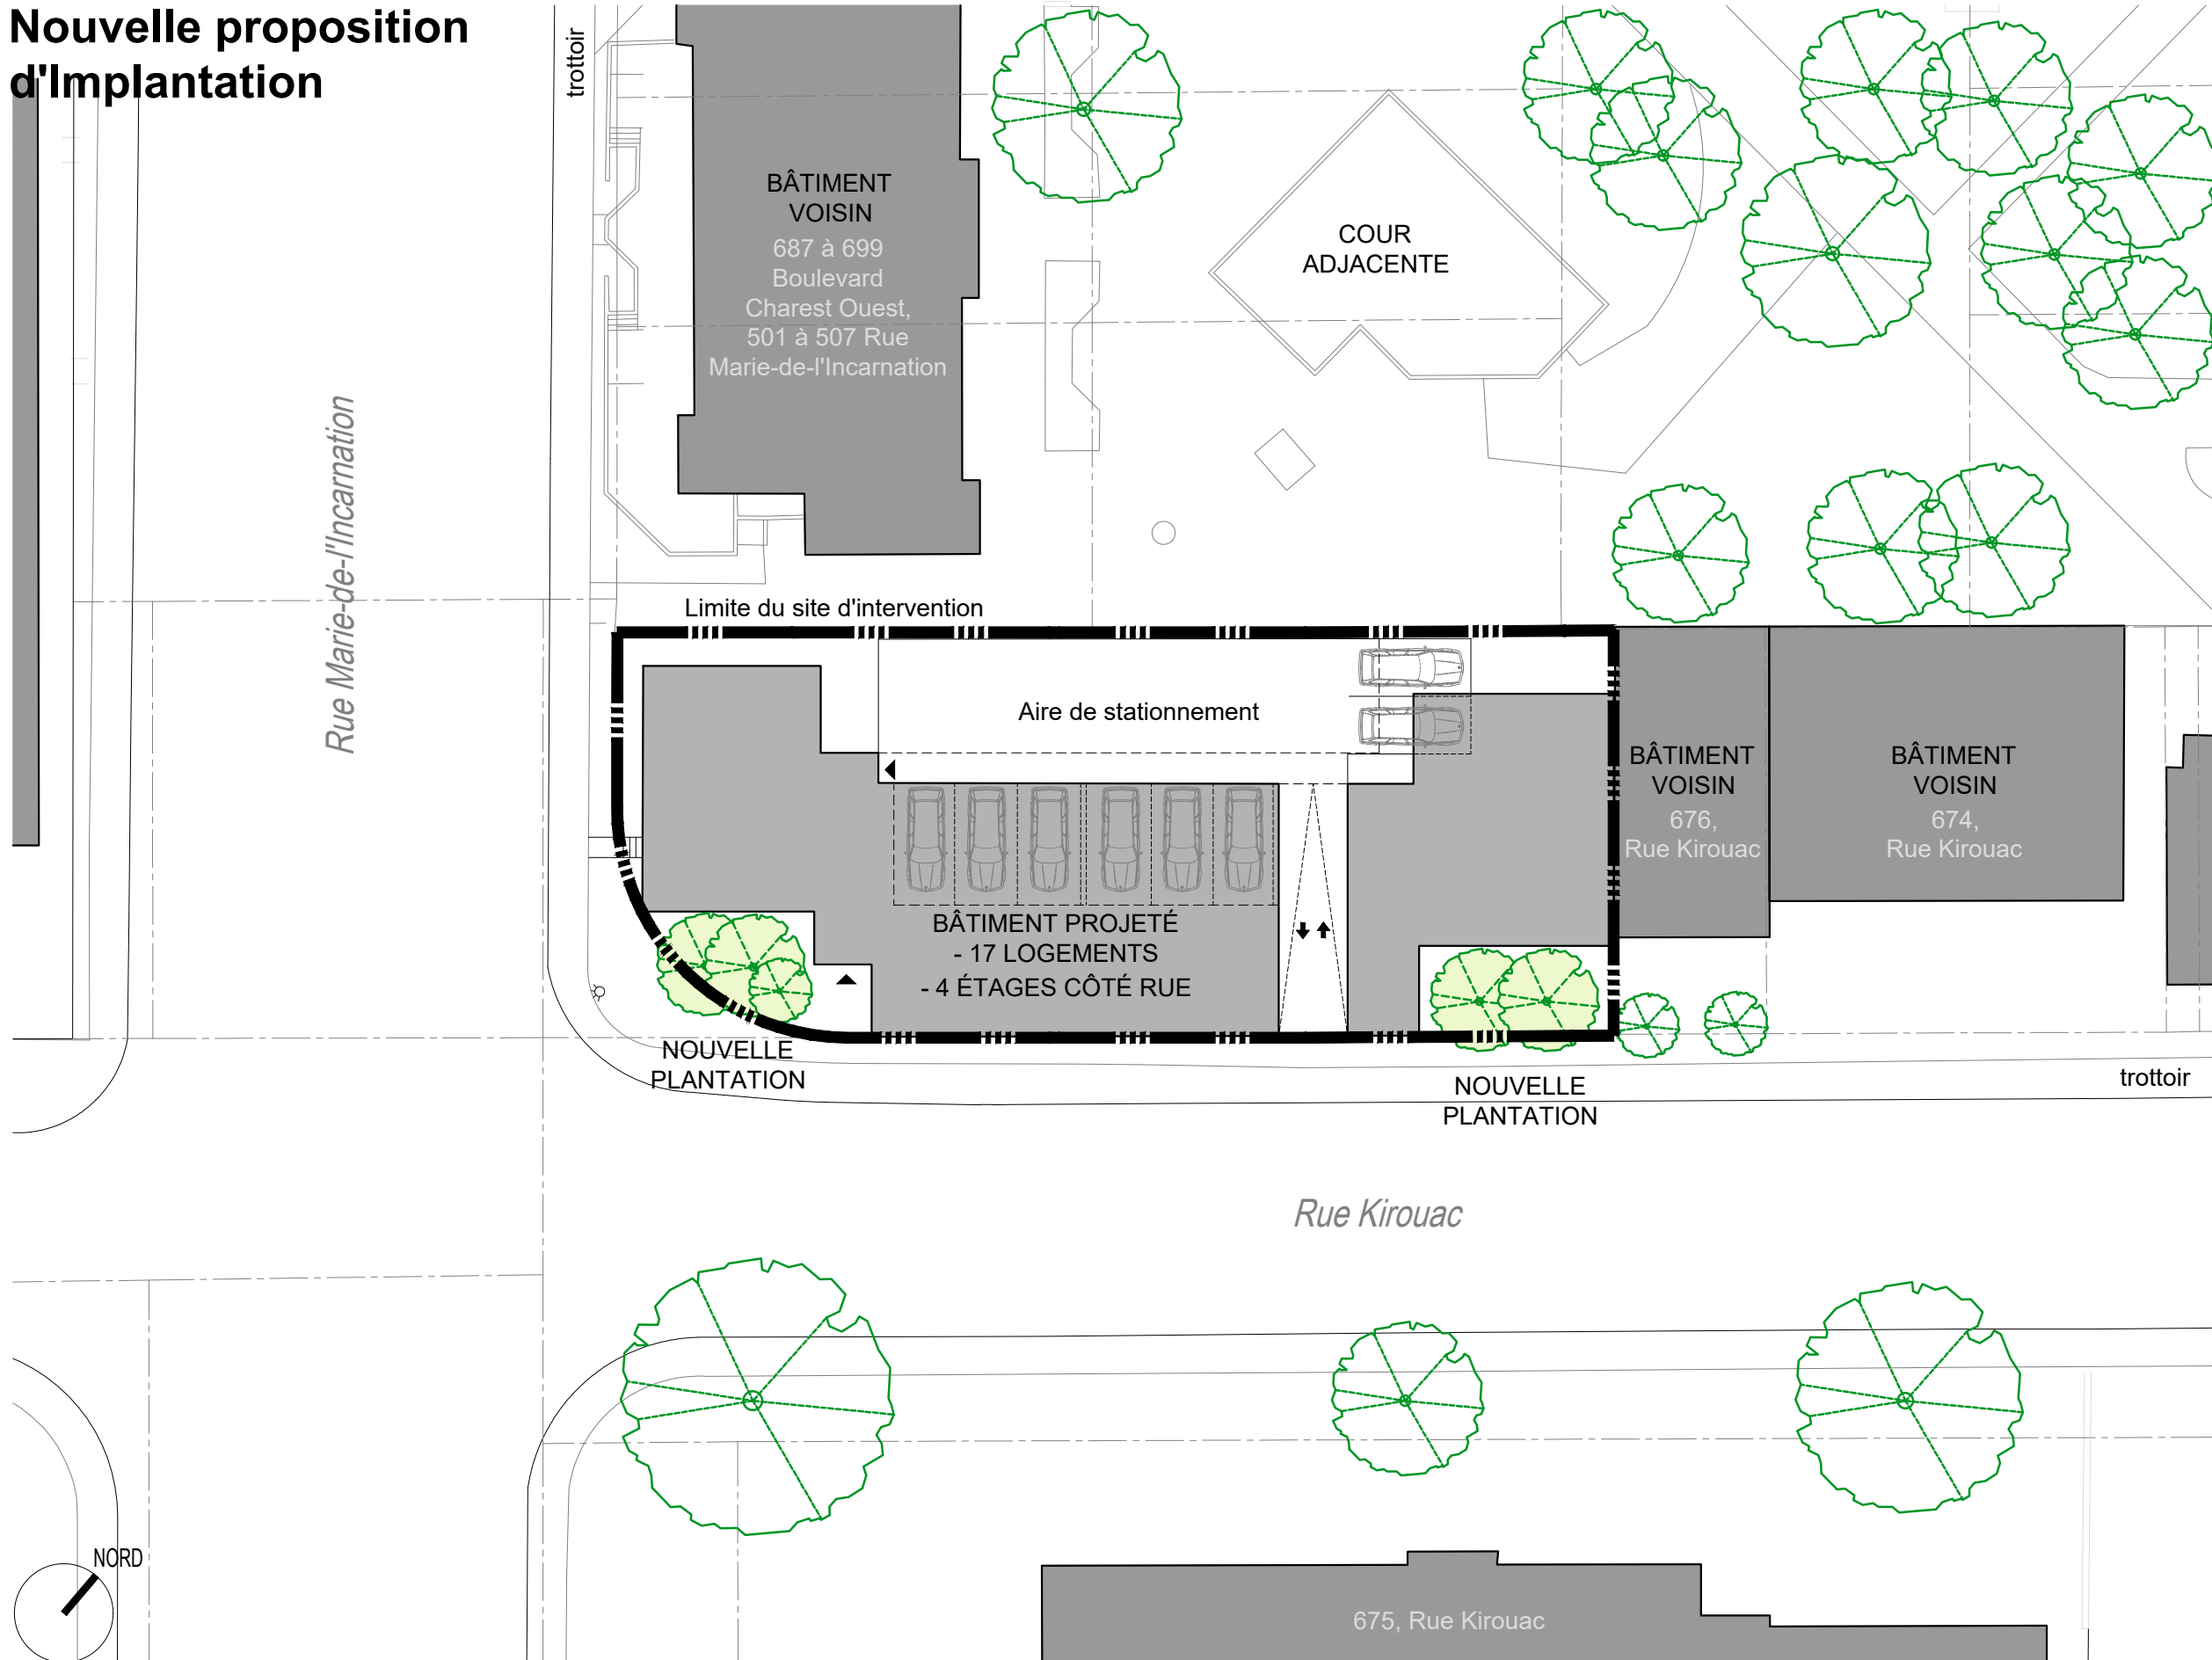 Nouvelle proposition
d'Implantation
trottoir
BÂTIMENT
VOISIN
687 à 699
Boulevard
Charest Ouest,
501 à 507 Rue
Marie-de-l'Incarnation
COUR
ADJACENTE
Rue Marie-de-l'Incarnation
Limite du site d'intervention
Aire de stationnement
BÂTIMENT
VOISIN
676,
Rue Kirouac
BÂTIMENT
VOISIN
674,
Rue Kirouac
BÂTIMENT PROJETÉ
- 17 LOGEMENTS
- 4 ÉTAGES CÔTÉ RUE
NOUVELLE
PLANTATION
NOUVELLE
PLANTATION
trottoir
Rue Kirouac
NORD
675, Rue Kirouac